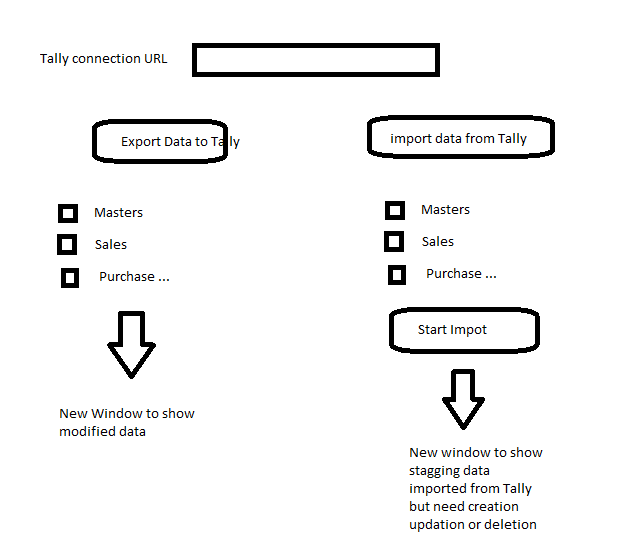 Tally connection URL
Export Data to Tally
import data from Tally
Masters
Sales
Purchase ...
Masters
Sales
Purchase ...
Start Impot
New Window to show
modified data
New window to show
stagging data
imported from Tally
but need creation
updation or deletion